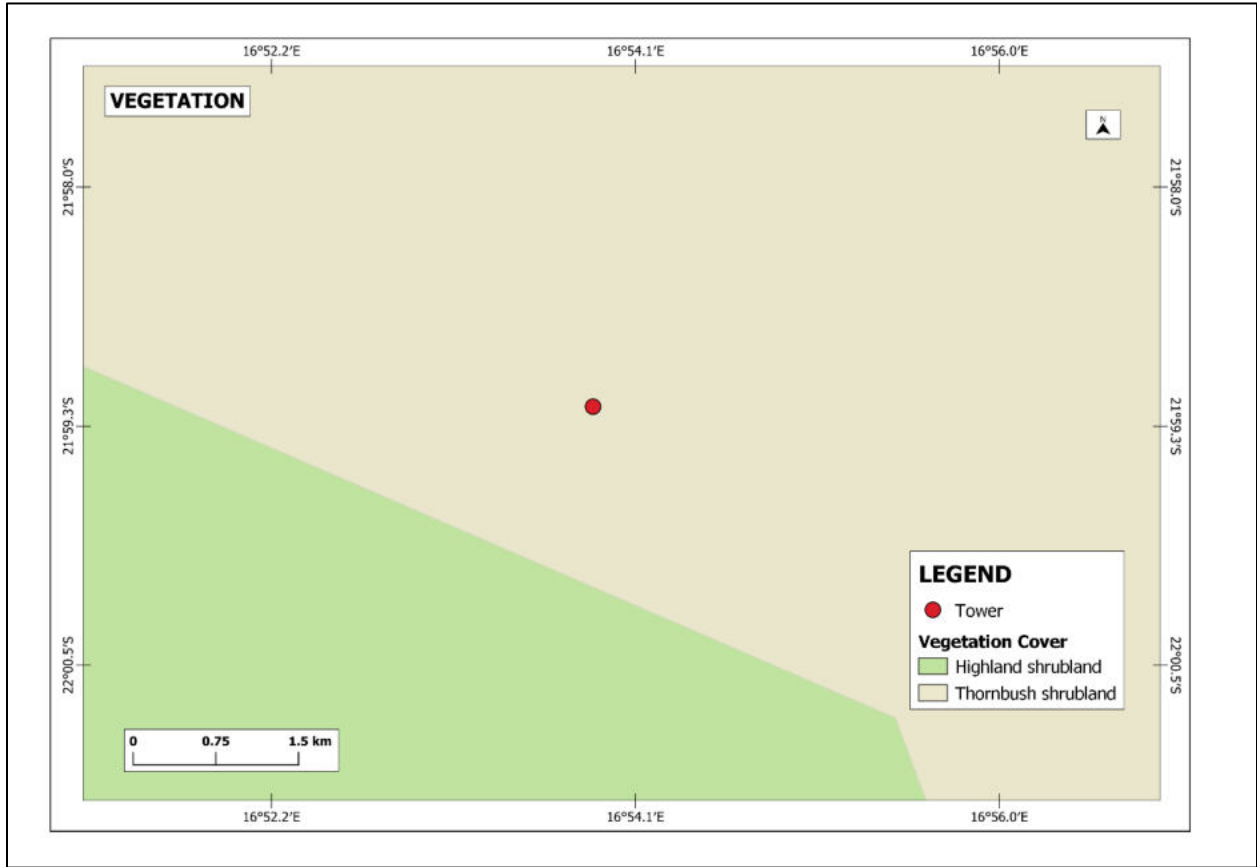 16°52.2'E 16°54.1'E 16°56.0'E
VEGETATION
N
21°58.0'S 21°58.0'S
21°59.3'S 21°59.3'S
22°00.5'S 22°00.5'S
LEGEND
Tower
Vegetation Cover
Highland shrubland
Thornbush shrubland
0 0.75 1.5 km
16°52.2'E 16°54.1'E 16°56.0'E